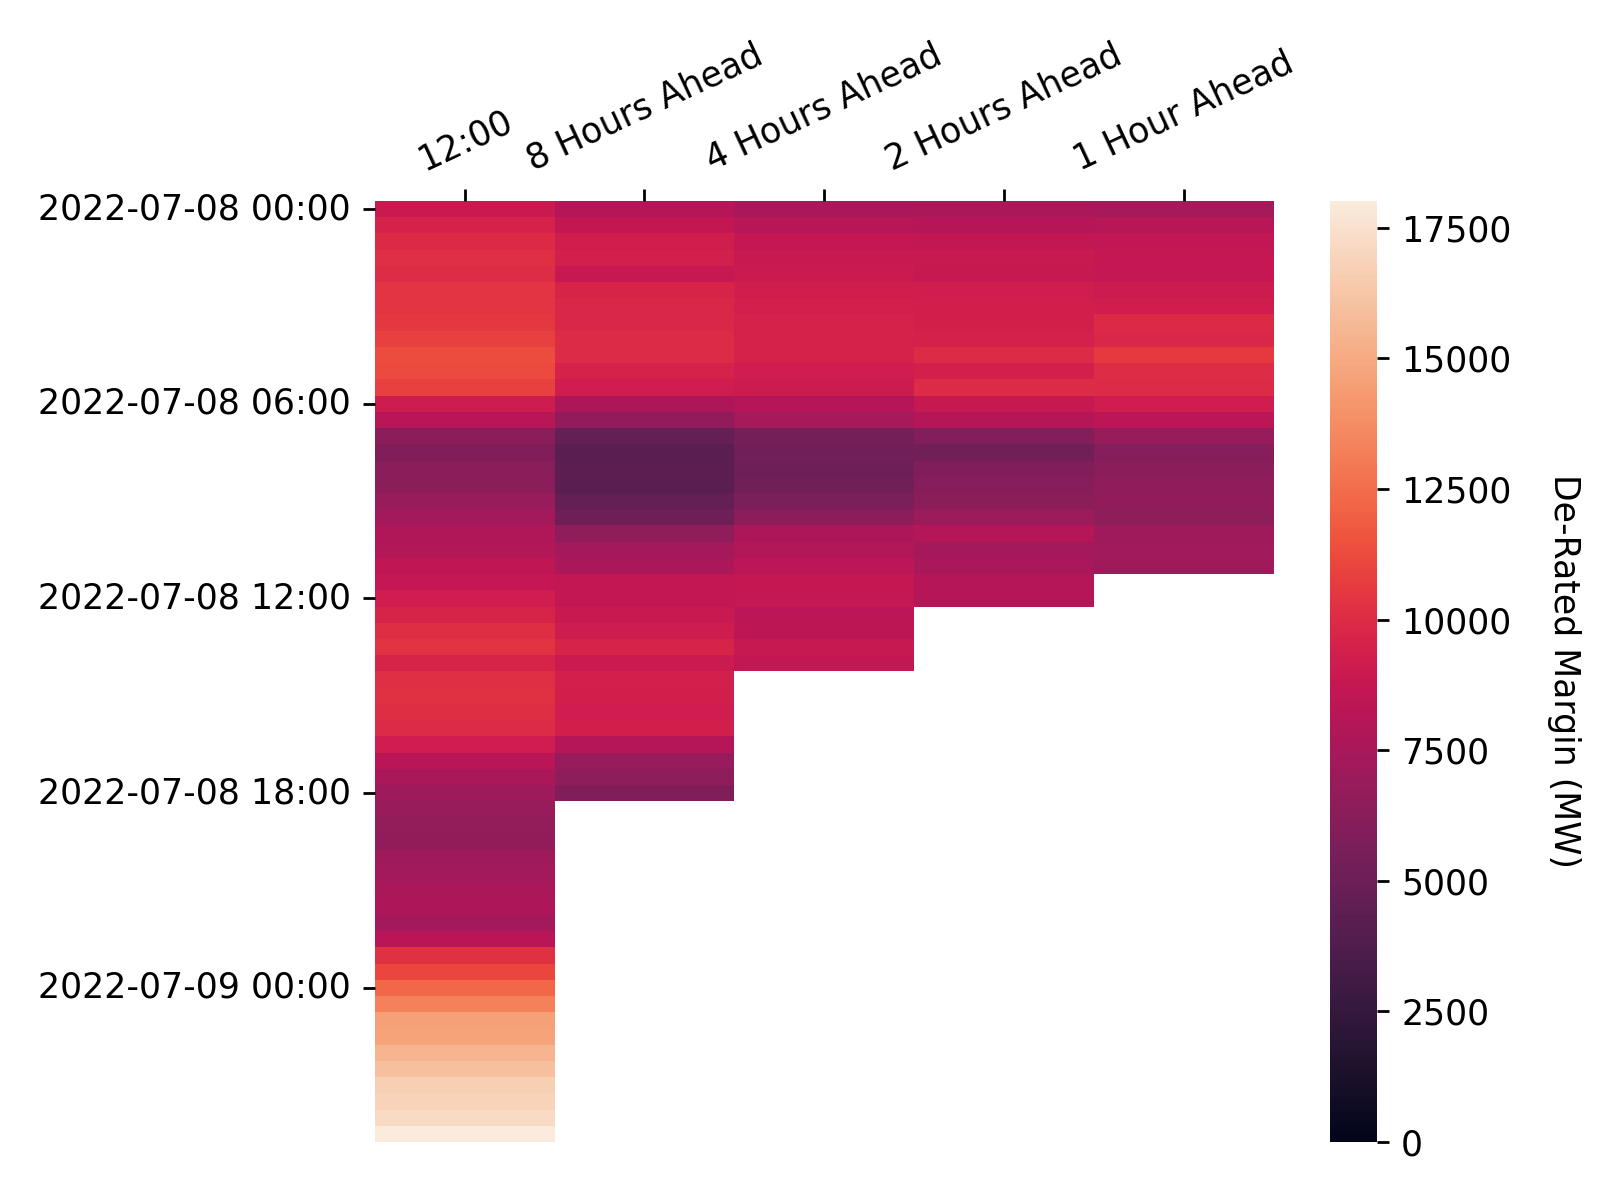 12:00
8 Hours Ahead
4 Hours Ahead
2 Hours Ahead
1 Hour Ahead
2022-07-08 00:00
2022-07-08 06:00
2022-07-08 12:00
2022-07-08 18:00
2022-07-09 00:00
17500
15000
12500
10000
7500
5000
2500
0
De-Rated Margin (MW)